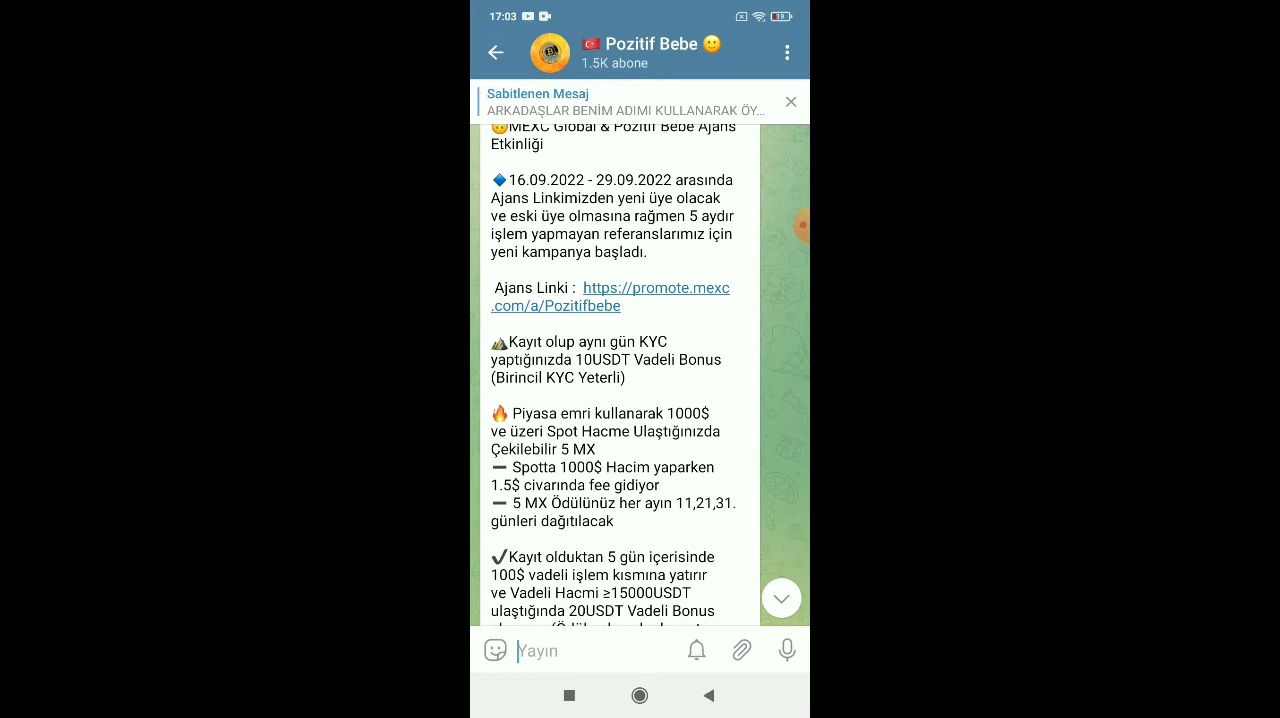 17:03
19
Pozitif Bebe
1.5K abone
Sabitlenen Mesaj
ARKADAŞLAR BENİM ADIMI KULLANARAK ÖY...
MEXC Global & Pozitif Bebe Ajans
Etkinliği
16.09.2022 - 29.09.2022 arasında
Ajans Linkimizden yeni üye olacak
ve eski üye olmasına rağmen 5 aydır
işlem yapmayan referanslarımız için
yeni kampanya başladı.
Ajans Linki : https://promote.mexc
.com/a/Pozitifbebe
Kayıt olup aynı gün KYC
yaptığınızda 10USDT Vadeli Bonus
(Birincil KYC Yeterli)
Piyasa emri kullanarak 1000$
ve üzeri Spot Hacme Ulaştığınızda
Çekilebilir 5 MX
— Spotta 1000$ Hacim yaparken
1.5$ civarında fee gidiyor
— 5 MX Ödülünüz her ayın 11,21,31.
günleri dağıtılacak
Kayıt olduktan 5 gün içerisinde
100$ vadeli işlem kısmına yatırır
ve Vadeli Hacmi ≥15000USDT
ulaştığında 20USDT Vadeli Bonus
Yayın